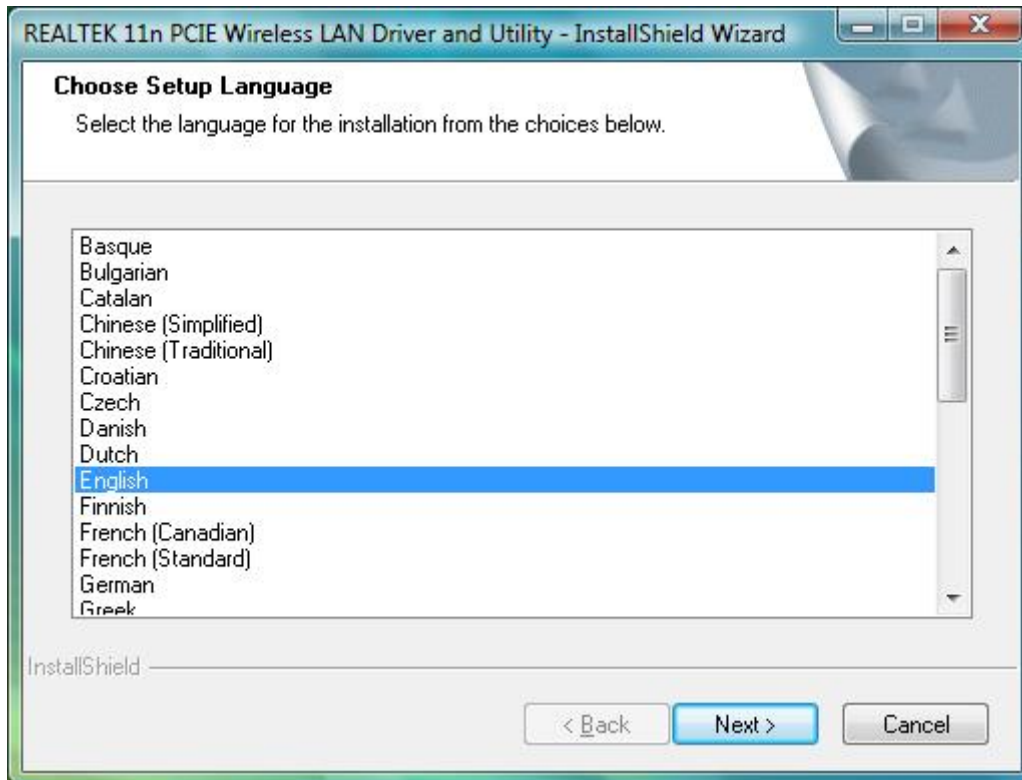 REALTEK 11n PCIE Wireless LAN Driver and Utility - InstallShield Wizard
Choose Setup Language
Select the language for the installation from the choices below.
Basque
Bulgarian
Catalan
Chinese (Simplified)
Chinese (Traditional)
Croatian
Czech
Danish
Dutch
English
Finnish
French (Canadian)
French (Standard)
German
Greek
InstallShield
< Back
Next >
Cancel